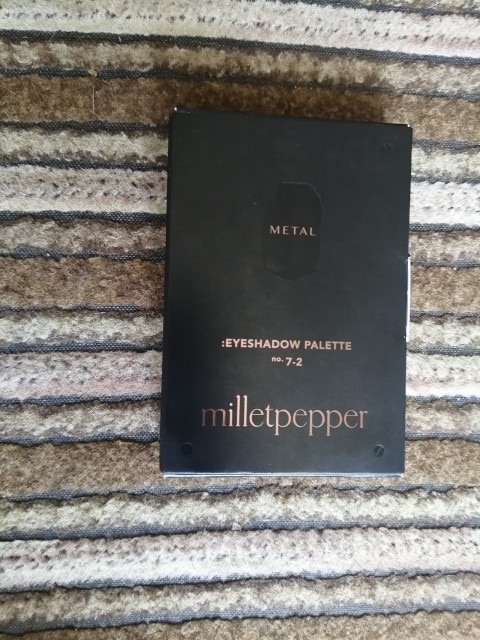 METAL
:EYESHADOW PALETTE
no. 7-2
milletpepper